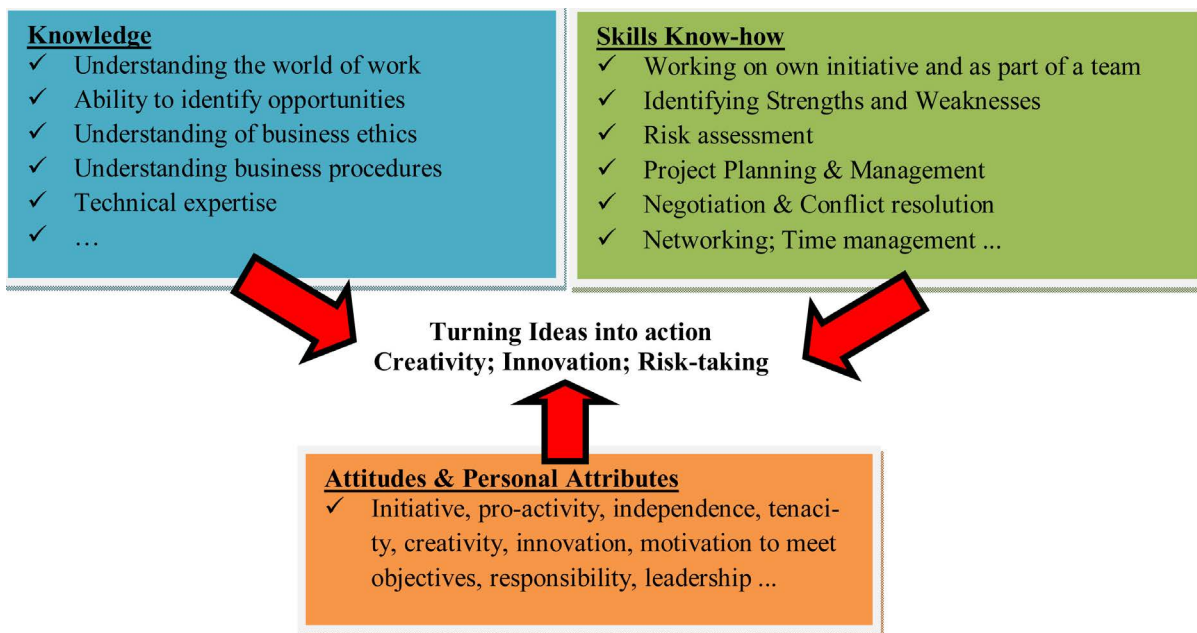 Knowledge
✓ Understanding the world of work
✓ Ability to identify opportunities
✓ Understanding of business ethics
✓ Understanding business procedures
✓ Technical expertise
✓ …
Skills Know-how
✓ Working on own initiative and as part of a team
✓ Identifying Strengths and Weaknesses
✓ Risk assessment
✓ Project Planning & Management
✓ Negotiation & Conflict resolution
✓ Networking; Time management ...
Turning Ideas into action
Creativity; Innovation; Risk-taking
Attitudes & Personal Attributes
✓ Initiative, pro-activity, independence, tenaci-
ty, creativity, innovation, motivation to meet
objectives, responsibility, leadership ...